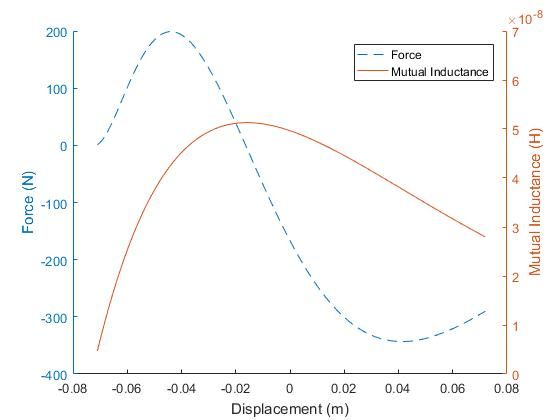 ×10⁻⁸
200
100
0
-100
-200
-300
-400
Force (N)
7
6
5
4
3
2
1
0
Mutual Inductance (H)
Force
Mutual Inductance
-0.08 -0.06 -0.04 -0.02 0 0.02 0.04 0.06 0.08
Displacement (m)